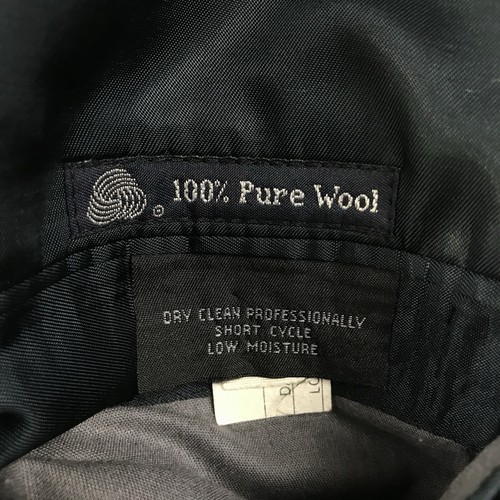 ® 100% Pure Wool
DRY CLEAN PROFESSIONALLY
SHORT CYCLE
LOW MOISTURE